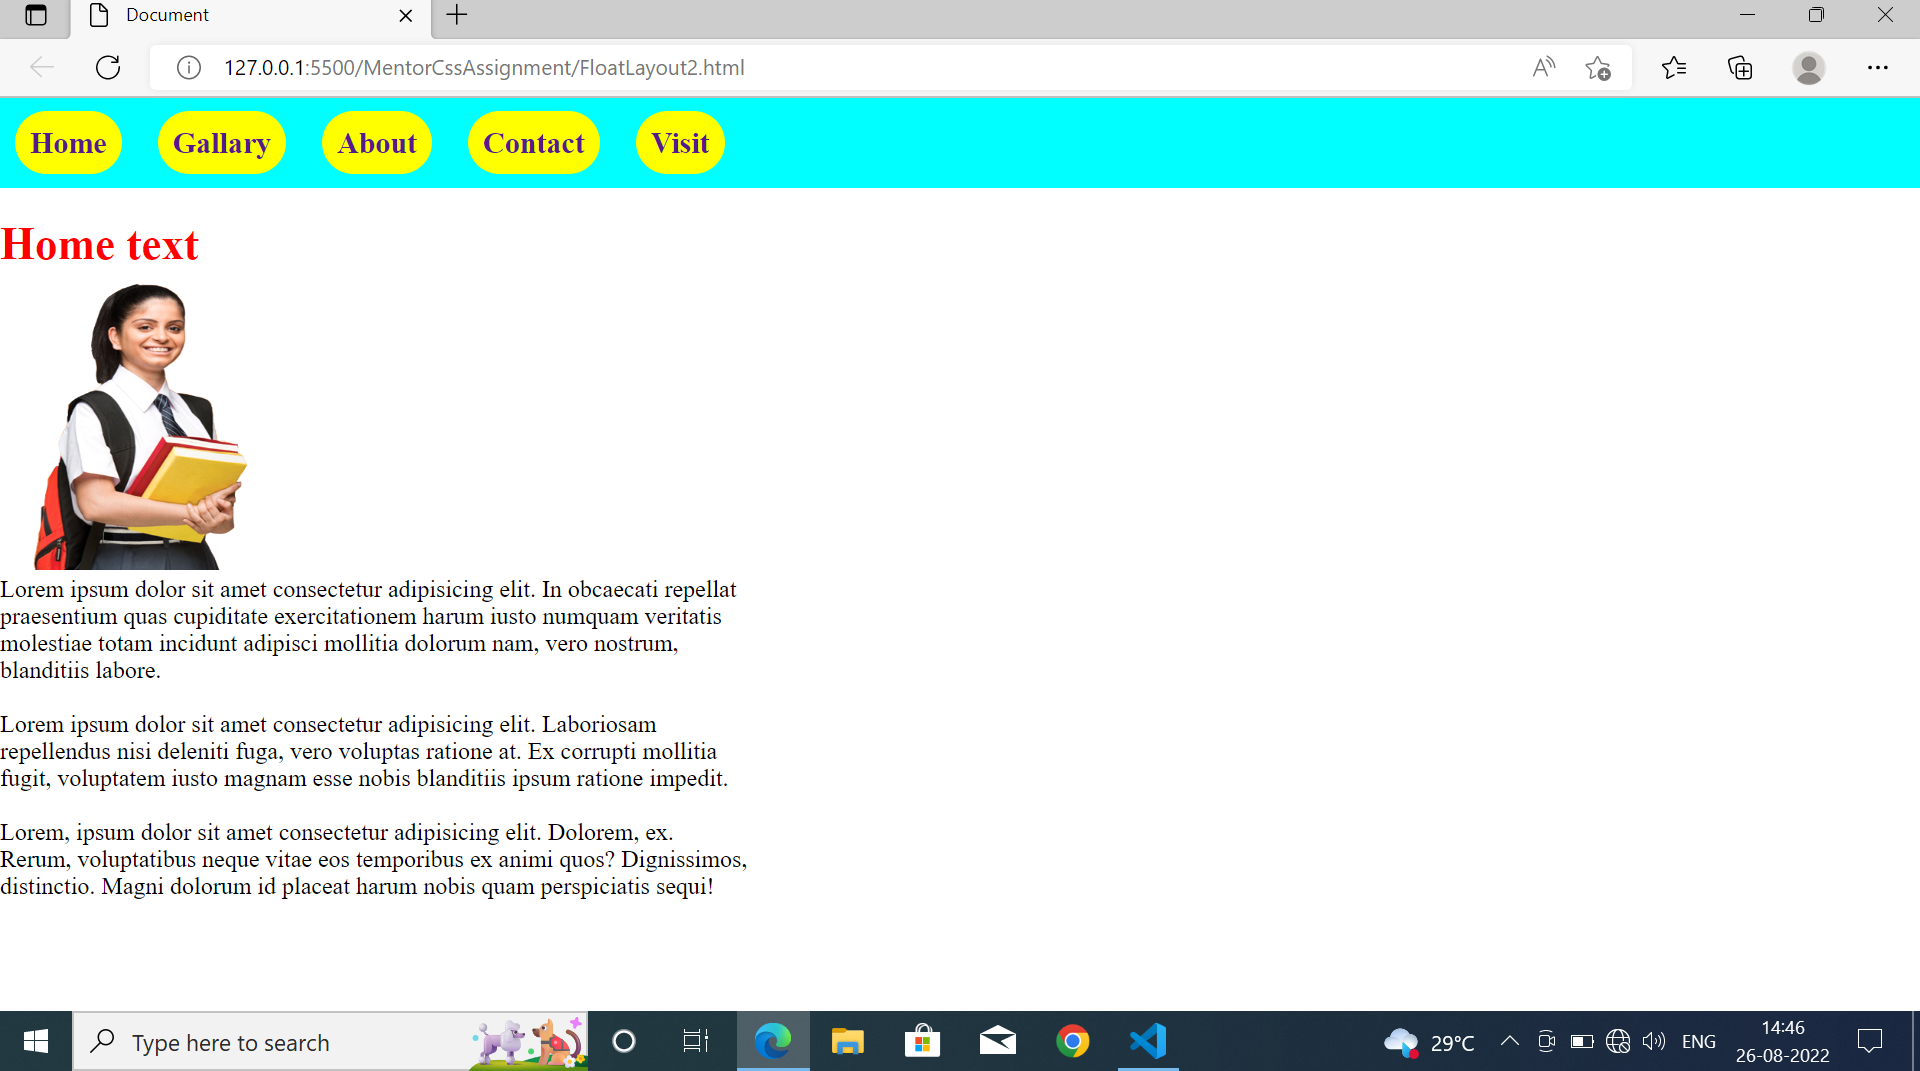 Document
127.0.0.1:5500/MentorCssAssignment/FloatLayout2.html
Home Gallary About Contact Visit
Home text
Lorem ipsum dolor sit amet consectetur adipisicing elit. In obcaecati repellat
praesentium quas cupiditate exercitationem harum iusto numquam veritatis
molestiae totam incidunt adipisci mollitia dolorum nam, vero nostrum,
blanditiis labore.
Lorem ipsum dolor sit amet consectetur adipisicing elit. Laboriosam
repellendus nisi deleniti fuga, vero voluptas ratione at. Ex corrupti mollitia
fugit, voluptatem iusto magnam esse nobis blanditiis ipsum ratione impedit.
Lorem, ipsum dolor sit amet consectetur adipisicing elit. Dolorem, ex.
Rerum, voluptatibus neque vitae eos temporibus ex animi quos? Dignissimos,
distinctio. Magni dolorum id placeat harum nobis quam perspiciatis sequi!
Type here to search
29°C
ENG
14:46
26-08-2022